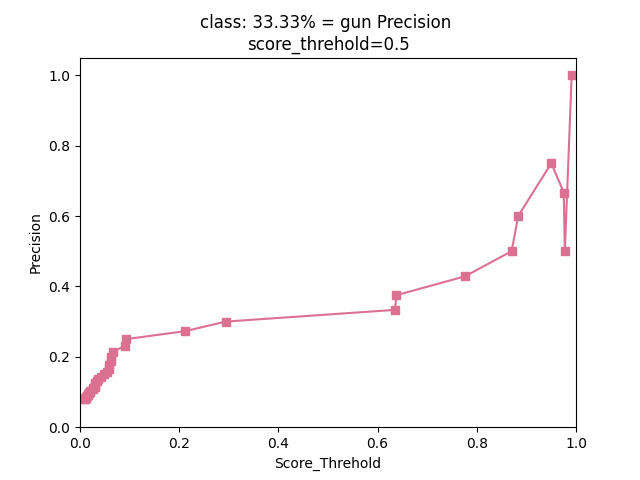 class: 33.33% = gun Precision
score_threhold=0.5
1.0
0.8
0.6
0.4
0.2
0.0
Precision
0.0 0.2 0.4 0.6 0.8 1.0
Score_Threhold